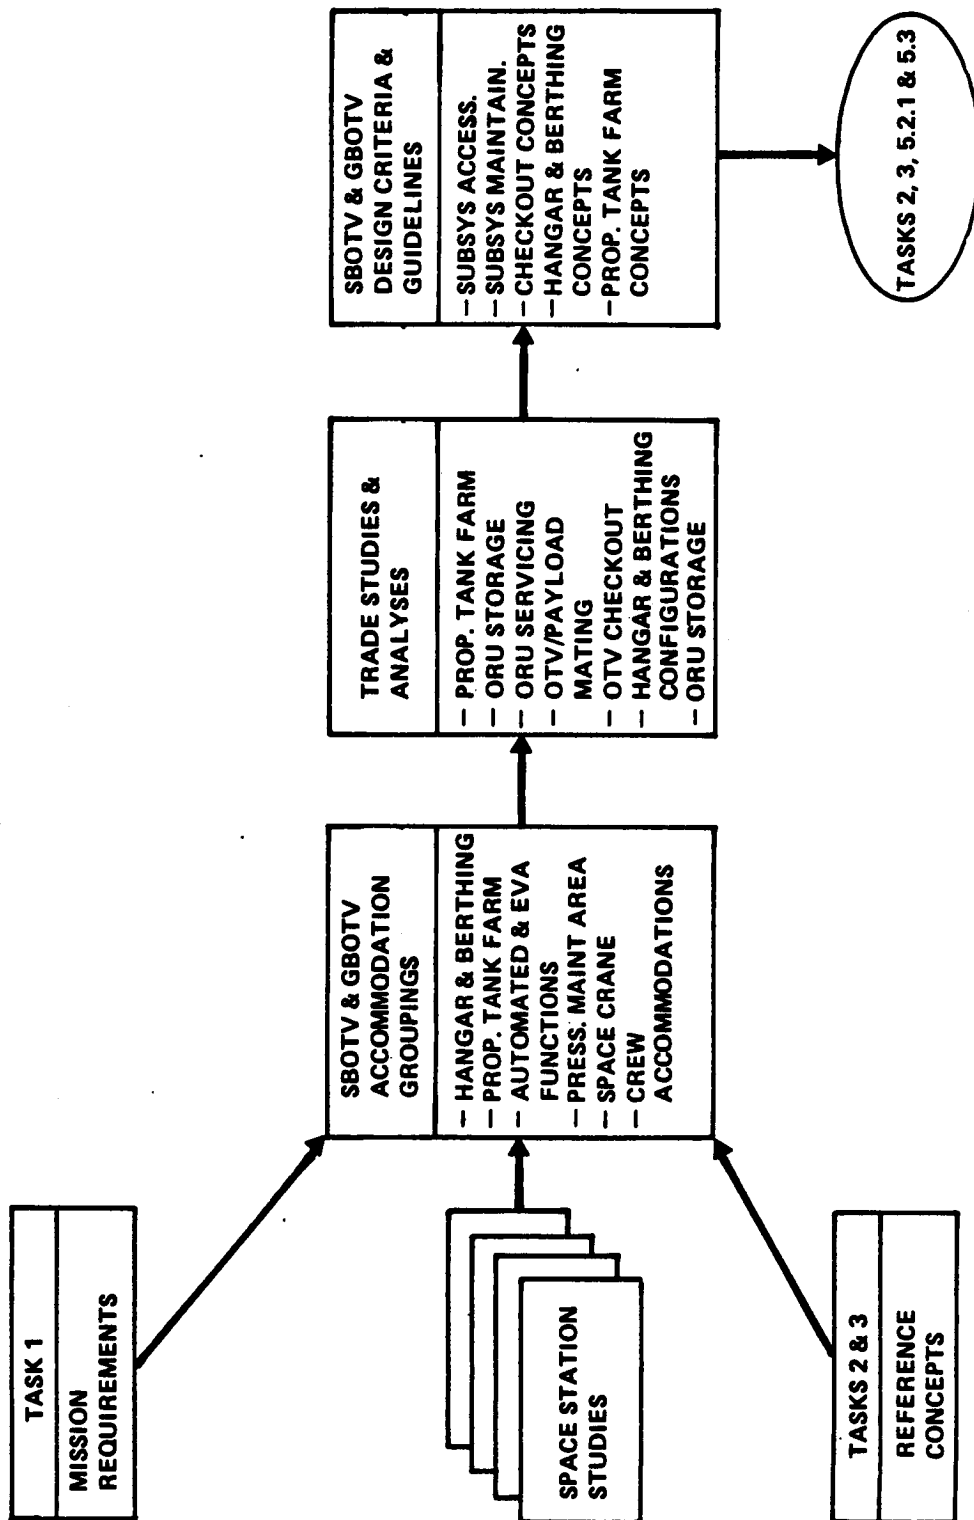 TASK 1
MISSION
REQUIREMENTS
SPACE STATION
STUDIES
TASKS 2 & 3
REFERENCE
CONCEPTS
SBOTV & GBOTV
ACCOMMODATION
GROUPINGS
— HANGAR & BERTHING
— PROP. TANK FARM
— AUTOMATED & EVA
FUNCTIONS
— PRESS. MAINT AREA
— SPACE CRANE
— CREW
ACCOMMODATIONS
TRADE STUDIES &
ANALYSES
— PROP. TANK FARM
— ORU STORAGE
— ORU SERVICING
— OTV/PAYLOAD
MATING
— OTV CHECKOUT
— HANGAR & BERTHING
CONFIGURATIONS
— ORU STORAGE
SBOTV & GBOTV
DESIGN CRITERIA &
GUIDELINES
— SUBSYS ACCESS.
— SUBSYS MAINTAIN.
— CHECKOUT CONCEPTS
— HANGAR & BERTHING
CONCEPTS
— PROP. TANK FARM
CONCEPTS
TASKS 2, 3, 5.2.1 & 5.3